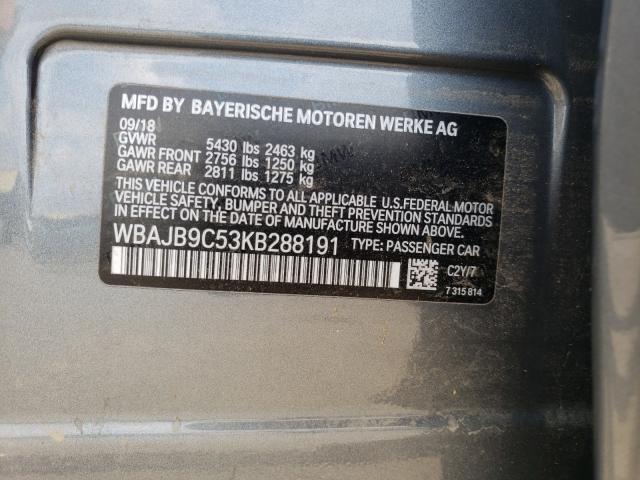 MFD BY BAYERISCHE MOTOREN WERKE AG
09/18
GVWR 5430 lbs 2463 kg
GAWR FRONT 2756 lbs 1250 kg
GAWR REAR 2811 lbs 1275 kg
THIS VEHICLE CONFORMS TO ALL APPLICABLE U.S.FEDERAL MOTOR
VEHICLE SAFETY, BUMPER AND THEFT PREVENTION STANDARDS
IN EFFECT ON THE DATE OF MANUFACTURE SHOWN ABOVE.
WBAJB9C53KB288191 TYPE: PASSENGER CAR
C2Y/7
7 315 814